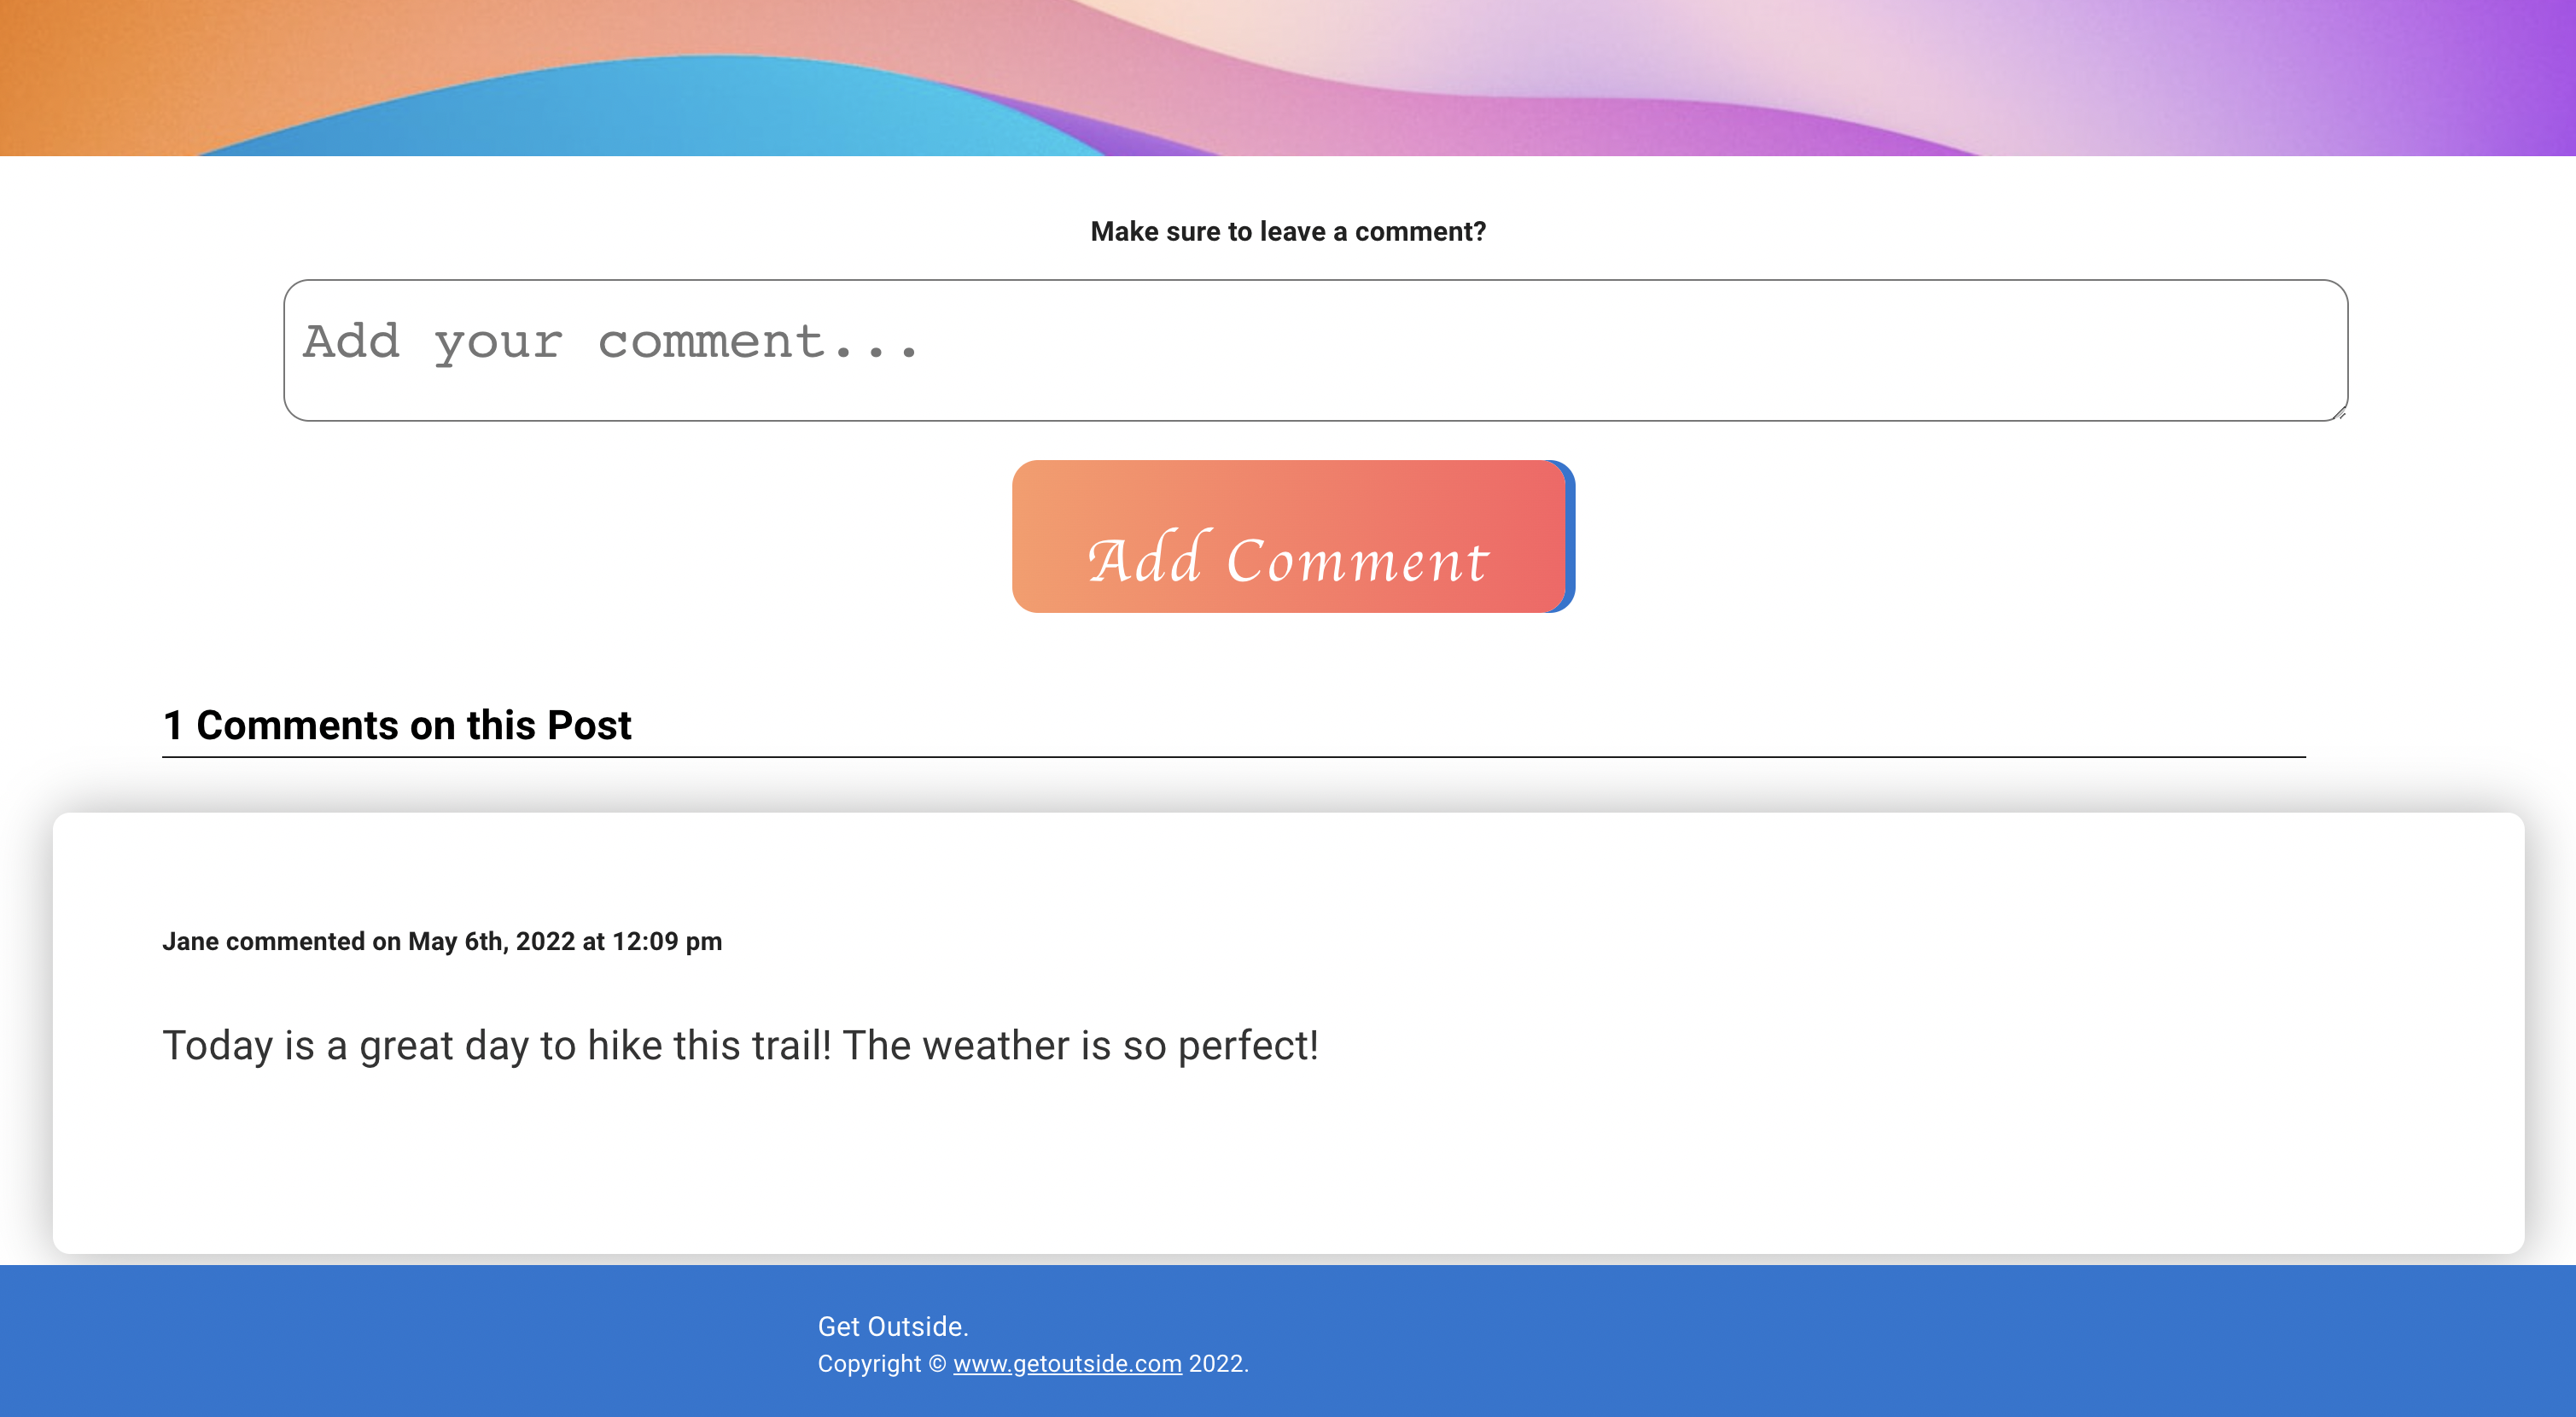 Make sure to leave a comment?
Add your comment...
Add Comment
1 Comments on this Post
Jane commented on May 6th, 2022 at 12:09 pm
Today is a great day to hike this trail! The weather is so perfect!
Get Outside.
Copyright © www.getoutside.com 2022.